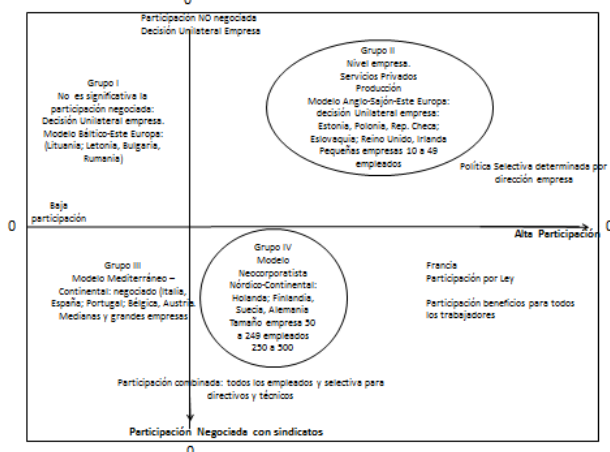 0
Participación NO negociada
Decisión Unilateral Empresa
Grupo I
No es significativa la
participación negociada:
Decisión Unilateral empresa.
Modelo Báltico-Este Europa:
(Lituania; Letonia, Bulgaria,
Rumania)
Grupo II
Nivel empresa.
Servicios Privados
Producción
Modelo Anglo-Sajón-Este Europa:
decisión Unilateral empresa:
Estonia, Polonia, Rep. Checa;
Eslovaquia; Reino Unido, Irlanda
Pequeñas empresas 10 a 49
empleados
Política Selectiva determinada por
dirección empresa
Baja
participación
0
0
Alta Participación
Grupo III
Modelo Mediterráneo –
Continental: negociado (Italia,
España; Portugal; Bélgica, Austria.
Medianas y grandes empresas
Grupo IV
Modelo
Neocorporatista
Nórdico-Continental:
Holanda; Finlandia,
Suecia, Alemania
Tamaño empresa 50
a 249 empleados
250 a 500
Francia
Participación por Ley
Participación beneficios para todos
los trabajadores
Participación combinada: todos los empleados y selectiva para
directivos y técnicos
Participación Negociada con sindicatos
0